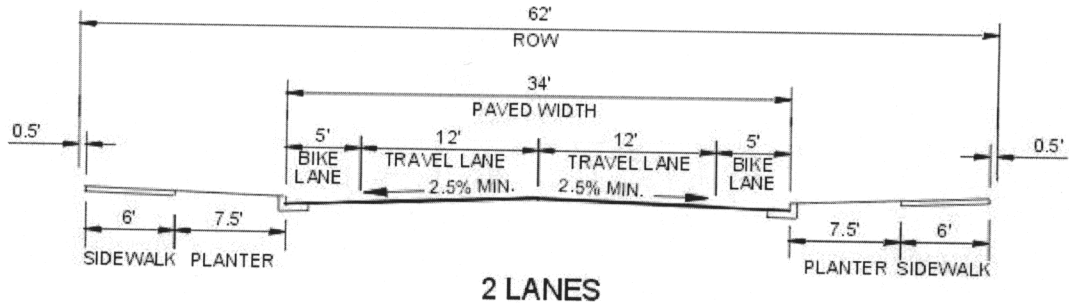 62'
ROW
34'
PAVED WIDTH
0.5'
5'
BIKE
LANE
12'
TRAVEL LANE
12'
TRAVEL LANE
5'
BIKE
LANE
0.5'
2.5% MIN.
2.5% MIN.
6'
SIDEWALK
7.5'
PLANTER
7.5'
PLANTER
6'
SIDEWALK
2 LANES